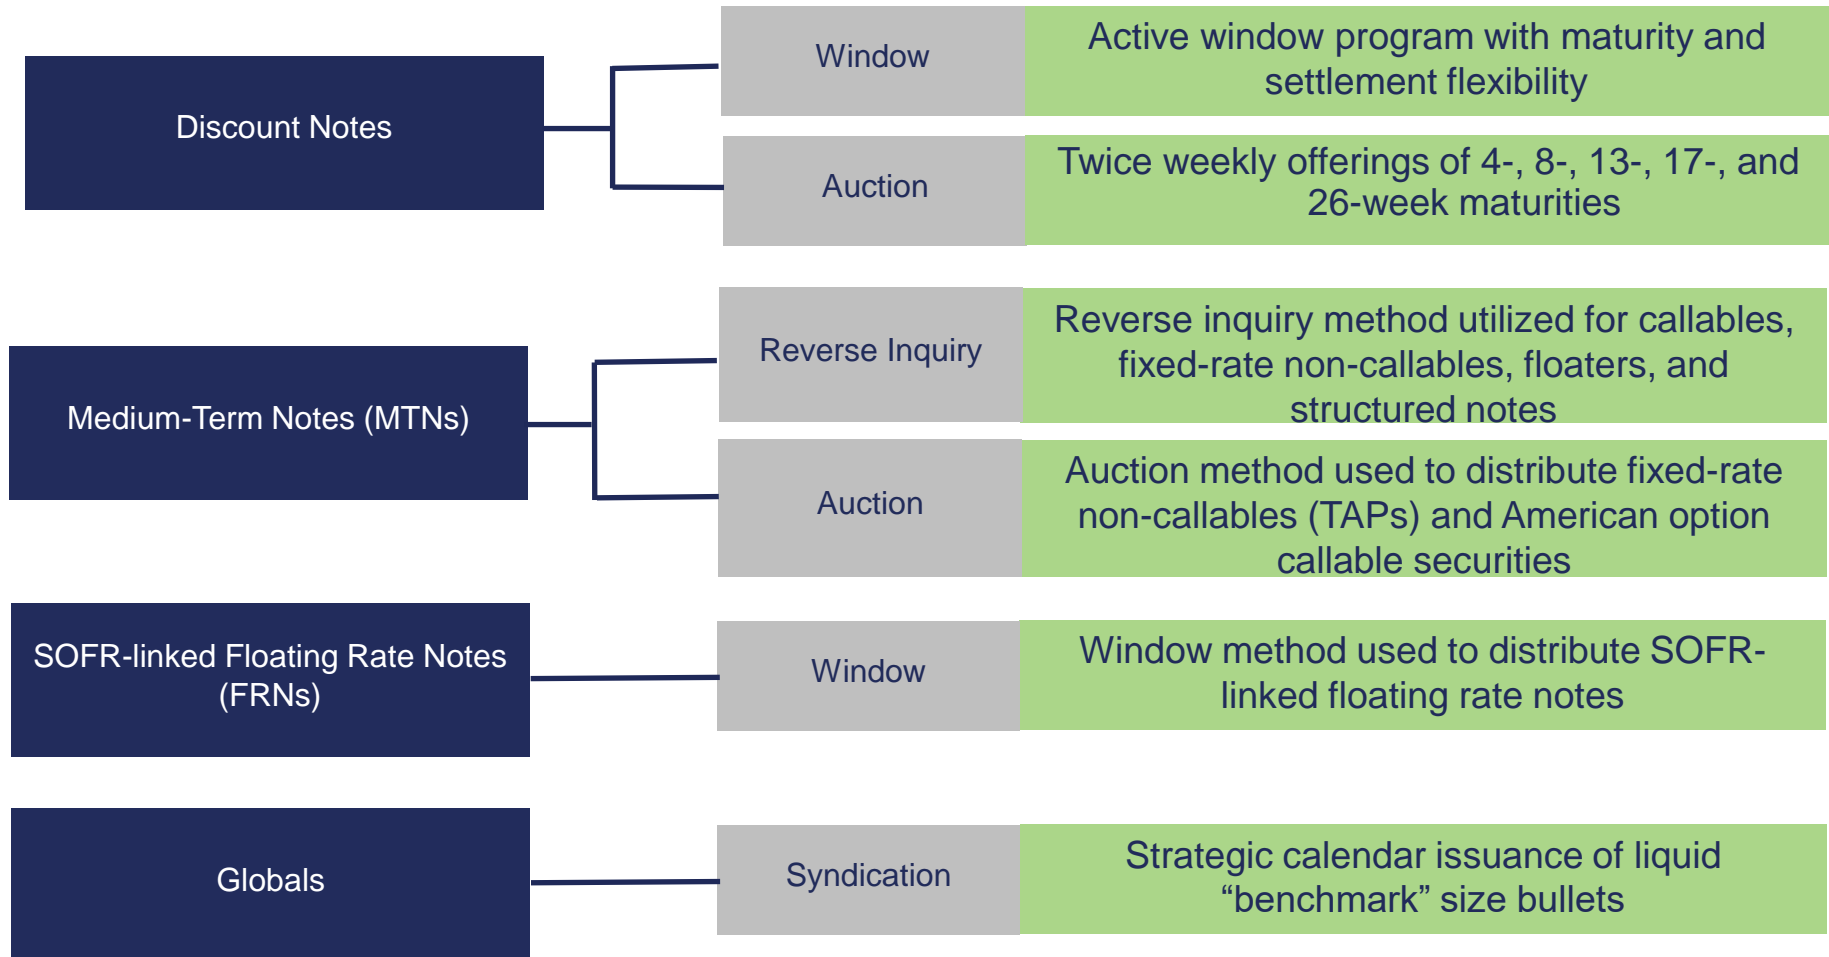 Discount Notes
Window
Active window program with maturity and
settlement flexibility
Auction
Twice weekly offerings of 4-, 8-, 13-, 17-, and
26-week maturities
Medium-Term Notes (MTNs)
Reverse Inquiry
Reverse inquiry method utilized for callables,
fixed-rate non-callables, floaters, and
structured notes
Auction
Auction method used to distribute fixed-rate
non-callables (TAPs) and American option
callable securities
SOFR-linked Floating Rate Notes
(FRNs)
Window
Window method used to distribute SOFR-
linked floating rate notes
Globals
Syndication
Strategic calendar issuance of liquid
“benchmark” size bullets